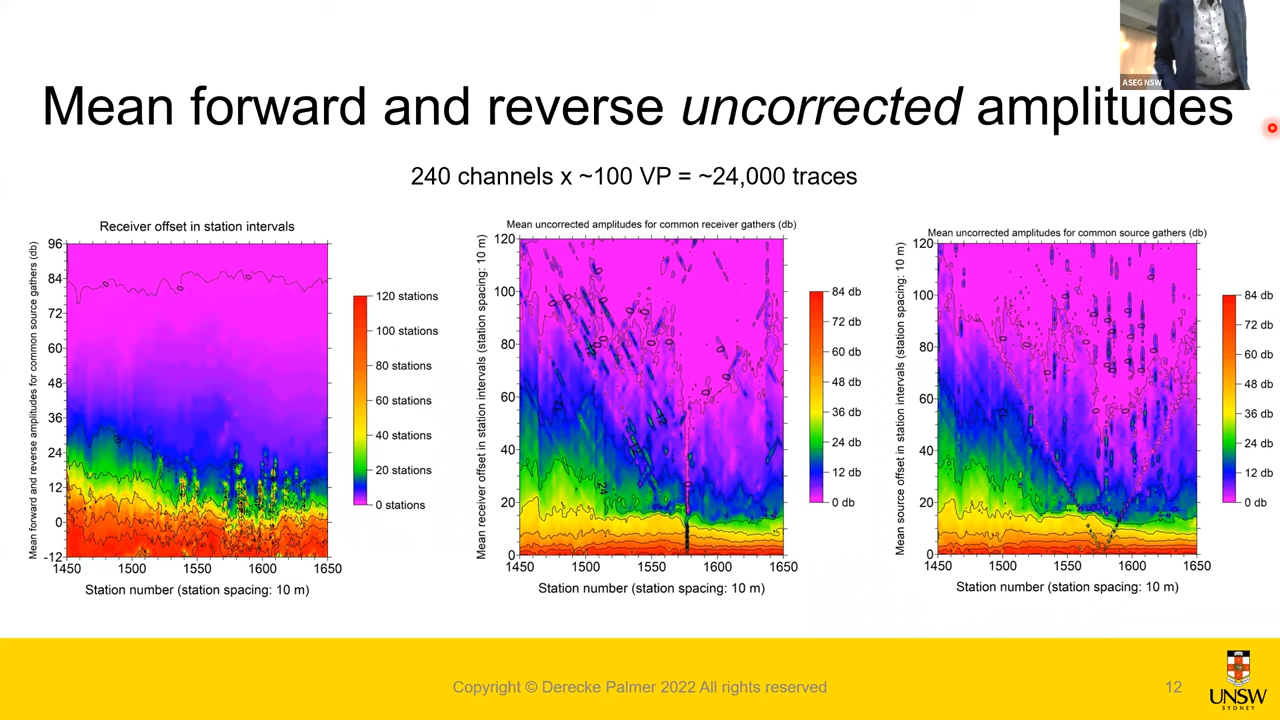 ASEG NSW
Mean forward and reverse uncorrected amplitudes
240 channels x ~100 VP = ~24,000 traces
Receiver offset in station intervals
Mean forward and reverse amplitudes for common source gathers (db)
96
84
72
60
48
36
24
12
0
-12
1450
1500
1550
1600
1650
Station number (station spacing: 10 m)
120 stations
100 stations
80 stations
60 stations
40 stations
20 stations
0 stations
Mean uncorrected amplitudes for common receiver gathers (db)
Mean receiver offset in station intervals (station spacing: 10 m)
120
100
80
60
40
20
0
1450
1500
1550
1600
1650
Station number (station spacing: 10 m)
84 db
72 db
60 db
48 db
36 db
24 db
12 db
0 db
Mean uncorrected amplitudes for common source gathers (db)
Mean source offset in station intervals (station spacing: 10 m)
120
100
80
60
40
20
0
1450
1500
1550
1600
1650
Station number (station spacing: 10 m)
84 db
72 db
60 db
48 db
36 db
24 db
12 db
0 db
Copyright © Derecke Palmer 2022 All rights reserved
12
UNSW
SYDNEY